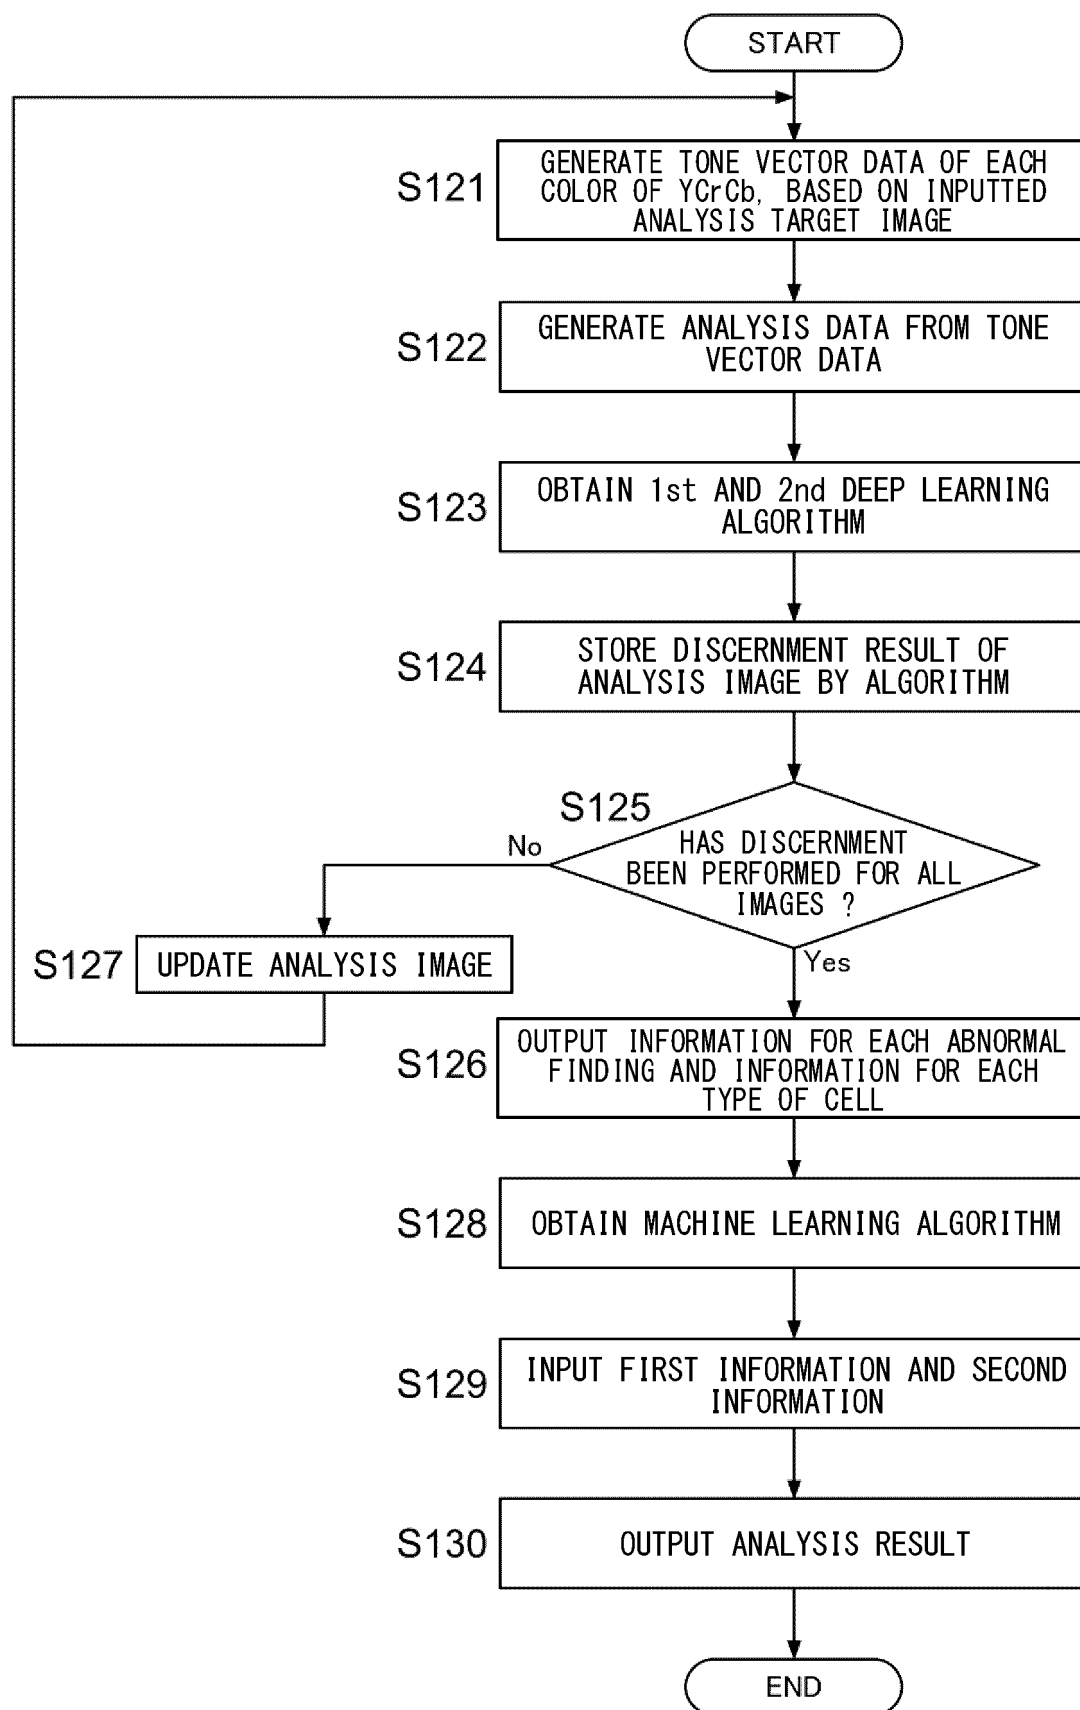 START
S121
GENERATE TONE VECTOR DATA OF EACH
COLOR OF YCrCb, BASED ON INPUTTED
ANALYSIS TARGET IMAGE
S122
GENERATE ANALYSIS DATA FROM TONE
VECTOR DATA
S123
OBTAIN 1st AND 2nd DEEP LEARNING
ALGORITHM
S124
STORE DISCERNMENT RESULT OF
ANALYSIS IMAGE BY ALGORITHM
S125
HAS DISCERNMENT
BEEN PERFORMED FOR ALL
IMAGES ?
No
Yes
S127
UPDATE ANALYSIS IMAGE
S126
OUTPUT INFORMATION FOR EACH ABNORMAL
FINDING AND INFORMATION FOR EACH
TYPE OF CELL
S128
OBTAIN MACHINE LEARNING ALGORITHM
S129
INPUT FIRST INFORMATION AND SECOND
INFORMATION
S130
OUTPUT ANALYSIS RESULT
END